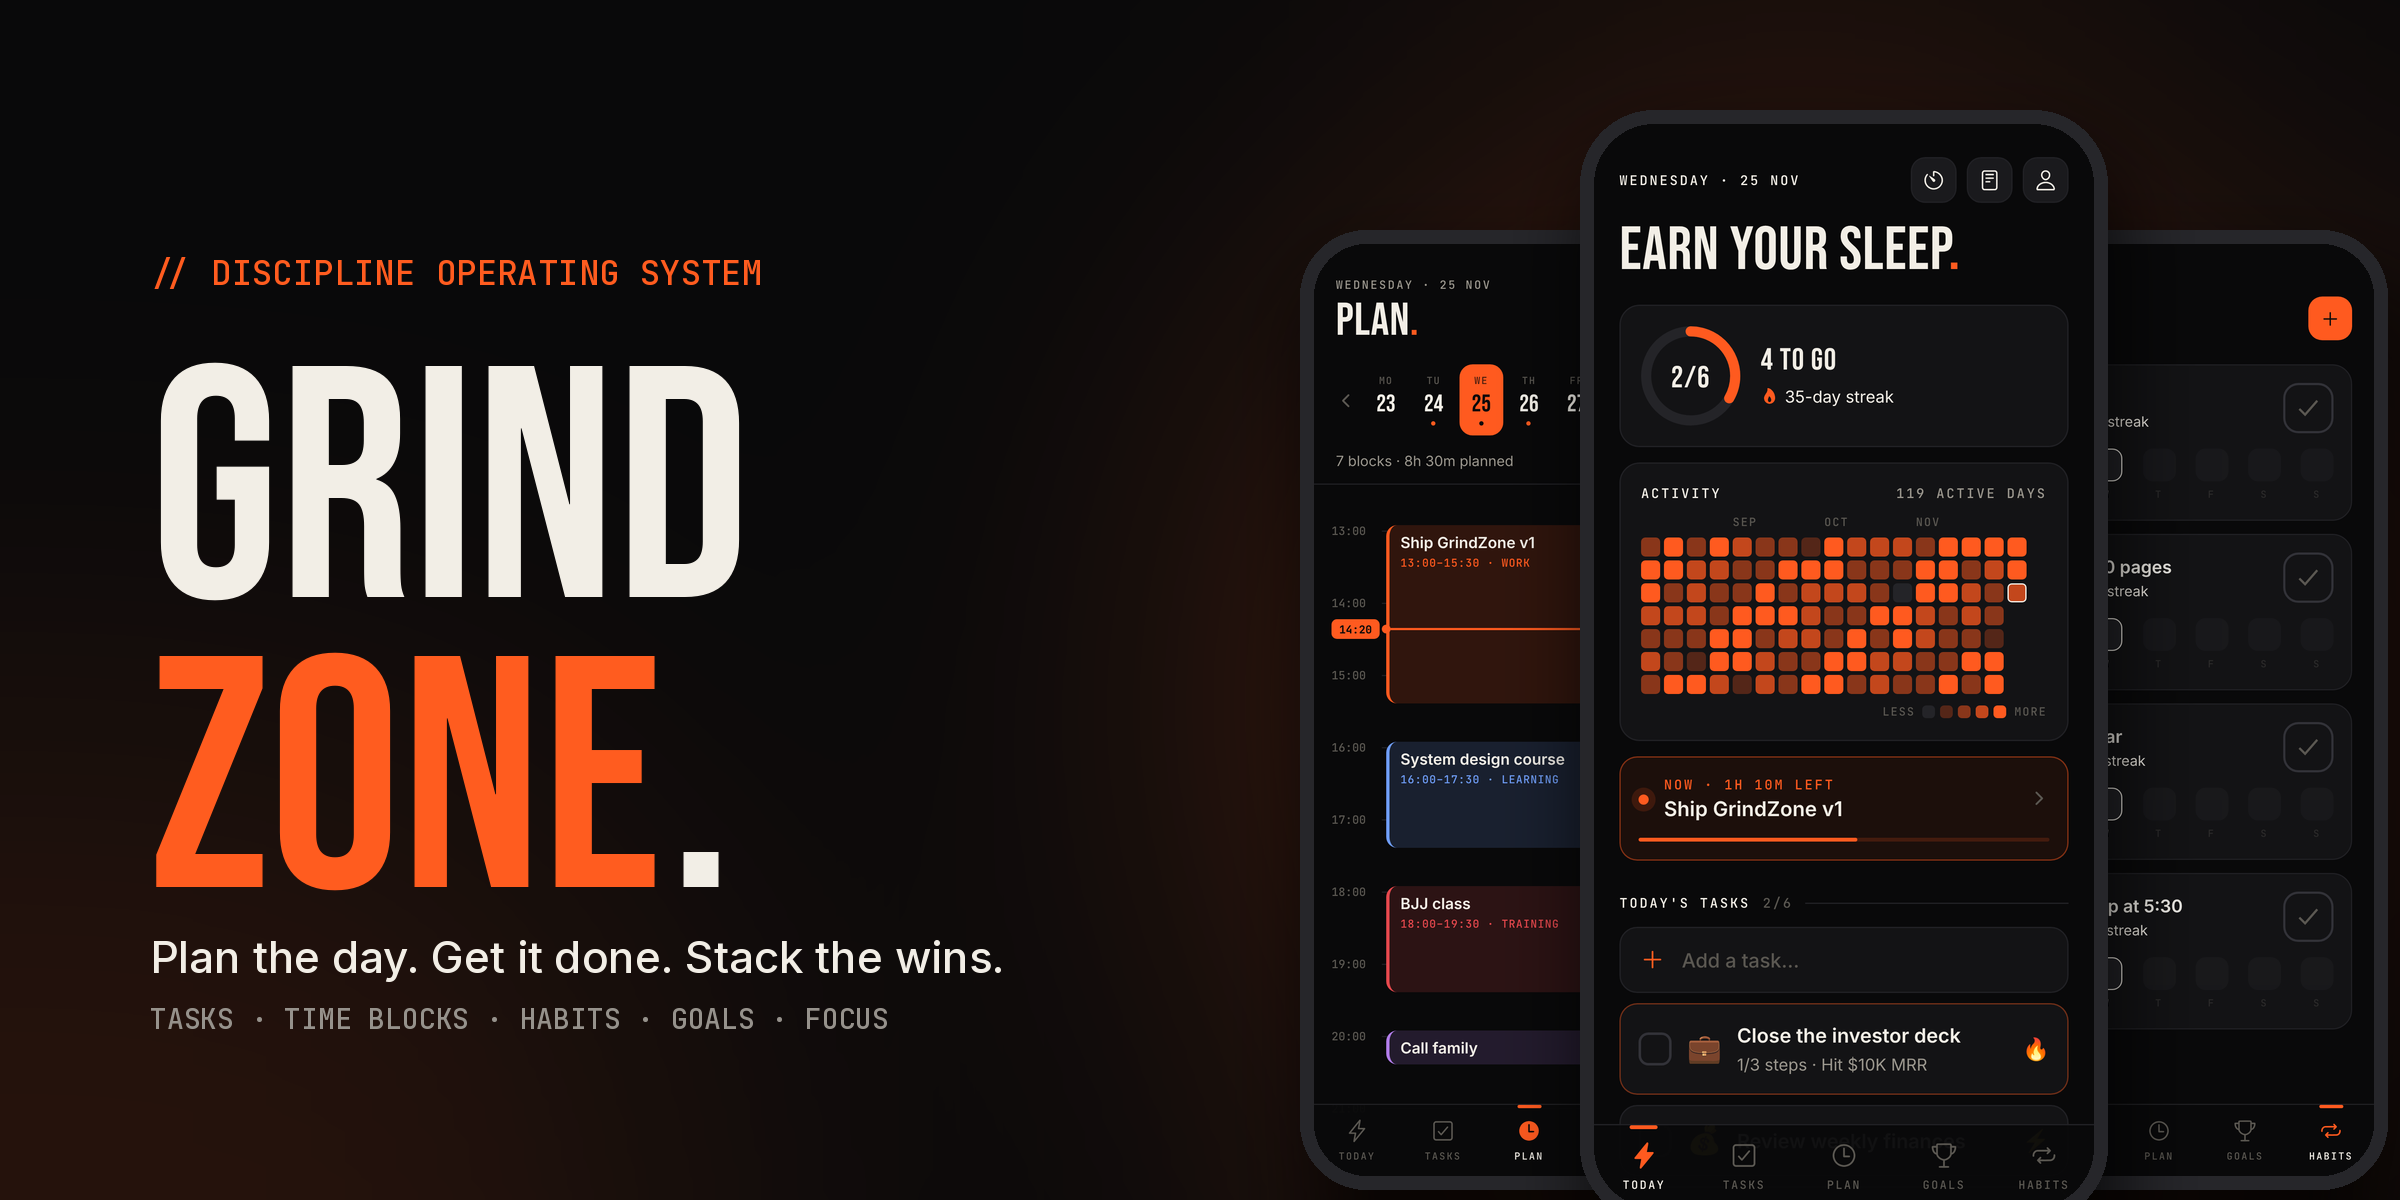 // DISCIPLINE OPERATING SYSTEM
GRIND
ZONE.
Plan the day. Get it done. Stack the wins.
TASKS · TIME BLOCKS · HABITS · GOALS · FOCUS
WEDNESDAY · 25 NOV
PLAN.
MO TU WE TH
23 24 25 26 27
7 blocks · 8h 30m planned
13:00
Ship GrindZone v1
13:00–15:30 · WORK
14:00
14:20
15:00
16:00
System design course
16:00–17:30 · LEARNING
17:00
18:00
BJJ class
18:00–19:30 · TRAINING
19:00
20:00
Call family
TODAY TASKS PLAN
WEDNESDAY · 25 NOV
EARN YOUR SLEEP.
2/6
4 TO GO
35-day streak
ACTIVITY 119 ACTIVE DAYS
SEP OCT NOV
LESS MORE
NOW · 1H 10M LEFT
Ship GrindZone v1
TODAY'S TASKS 2/6
Add a task...
Close the investor deck
1/3 steps · Hit $10K MRR
Review weekly finances
TODAY TASKS PLAN GOALS HABITS
streak
T F S S
pages
streak
T F S S
streak
T F S S
at 5:30
streak
T F S S
PLAN GOALS HABITS